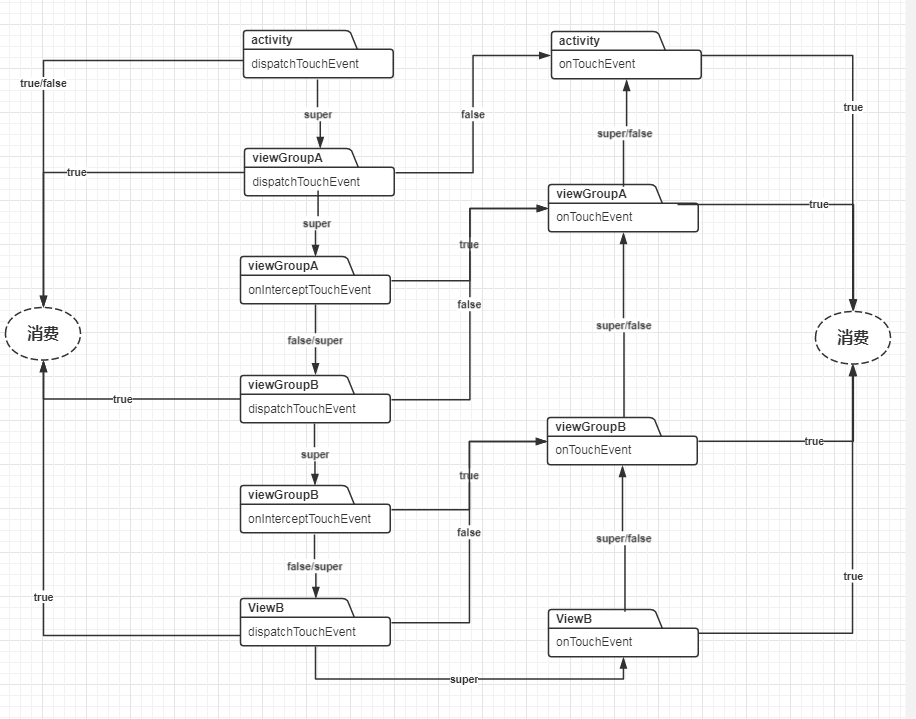 activity
dispatchTouchEvent
activity
onTouchEvent
true/false
super
false
true
super/false
viewGroupA
dispatchTouchEvent
true
super
viewGroupA
onTouchEvent
true
true
viewGroupA
onInterceptTouchEvent
false
消费
false/super
super/false
消费
viewGroupB
dispatchTouchEvent
true
super
viewGroupB
onTouchEvent
true
true
viewGroupB
onInterceptTouchEvent
false
false/super
super/false
true
true
ViewB
dispatchTouchEvent
ViewB
onTouchEvent
super